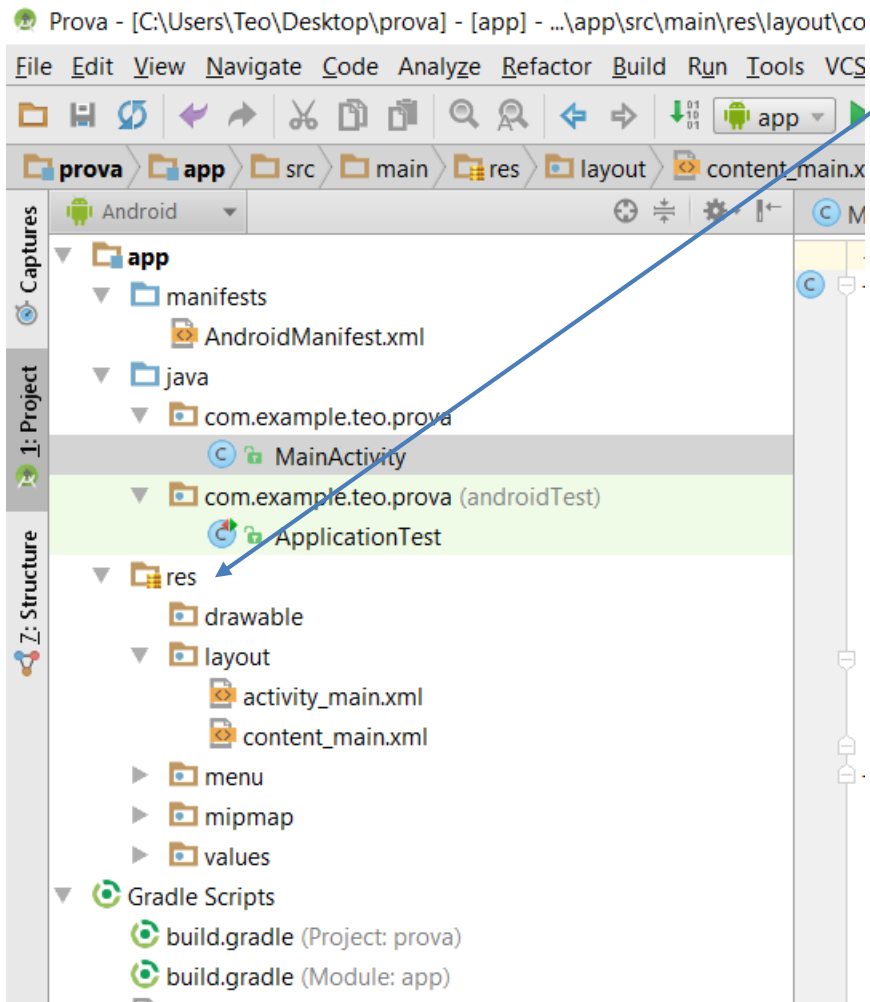 Prova - [C:\Users\Teo\Desktop\prova] - [app] - ...\app\src\main\res\layout\co
File Edit View Navigate Code Analyze Refactor Build Run Tools VCS
app
prova app src main res layout content_main.x
Android
M
Captures
1: Project
7: Structure
app
manifests
AndroidManifest.xml
java
com.example.teo.prova
MainActivity
com.example.teo.prova (androidTest)
ApplicationTest
res
drawable
layout
activity_main.xml
content_main.xml
menu
mipmap
values
Gradle Scripts
build.gradle (Project: prova)
build.gradle (Module: app)